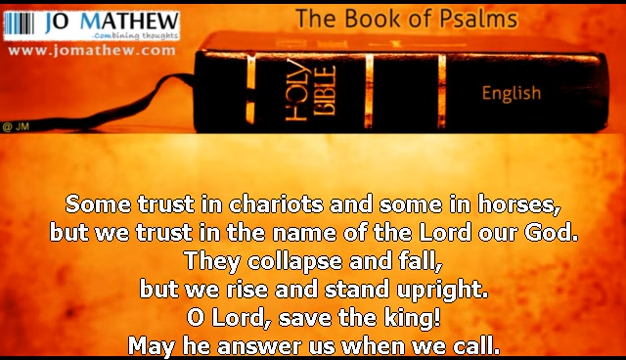 JO MATHEW
Combining thoughts
www.jomathew.com
The Book of Psalms
HOLY
BIBLE
English
@ JM
Some trust in chariots and some in horses,
but we trust in the name of the Lord our God.
They collapse and fall,
but we rise and stand upright.
O Lord, save the king!
May he answer us when we call.